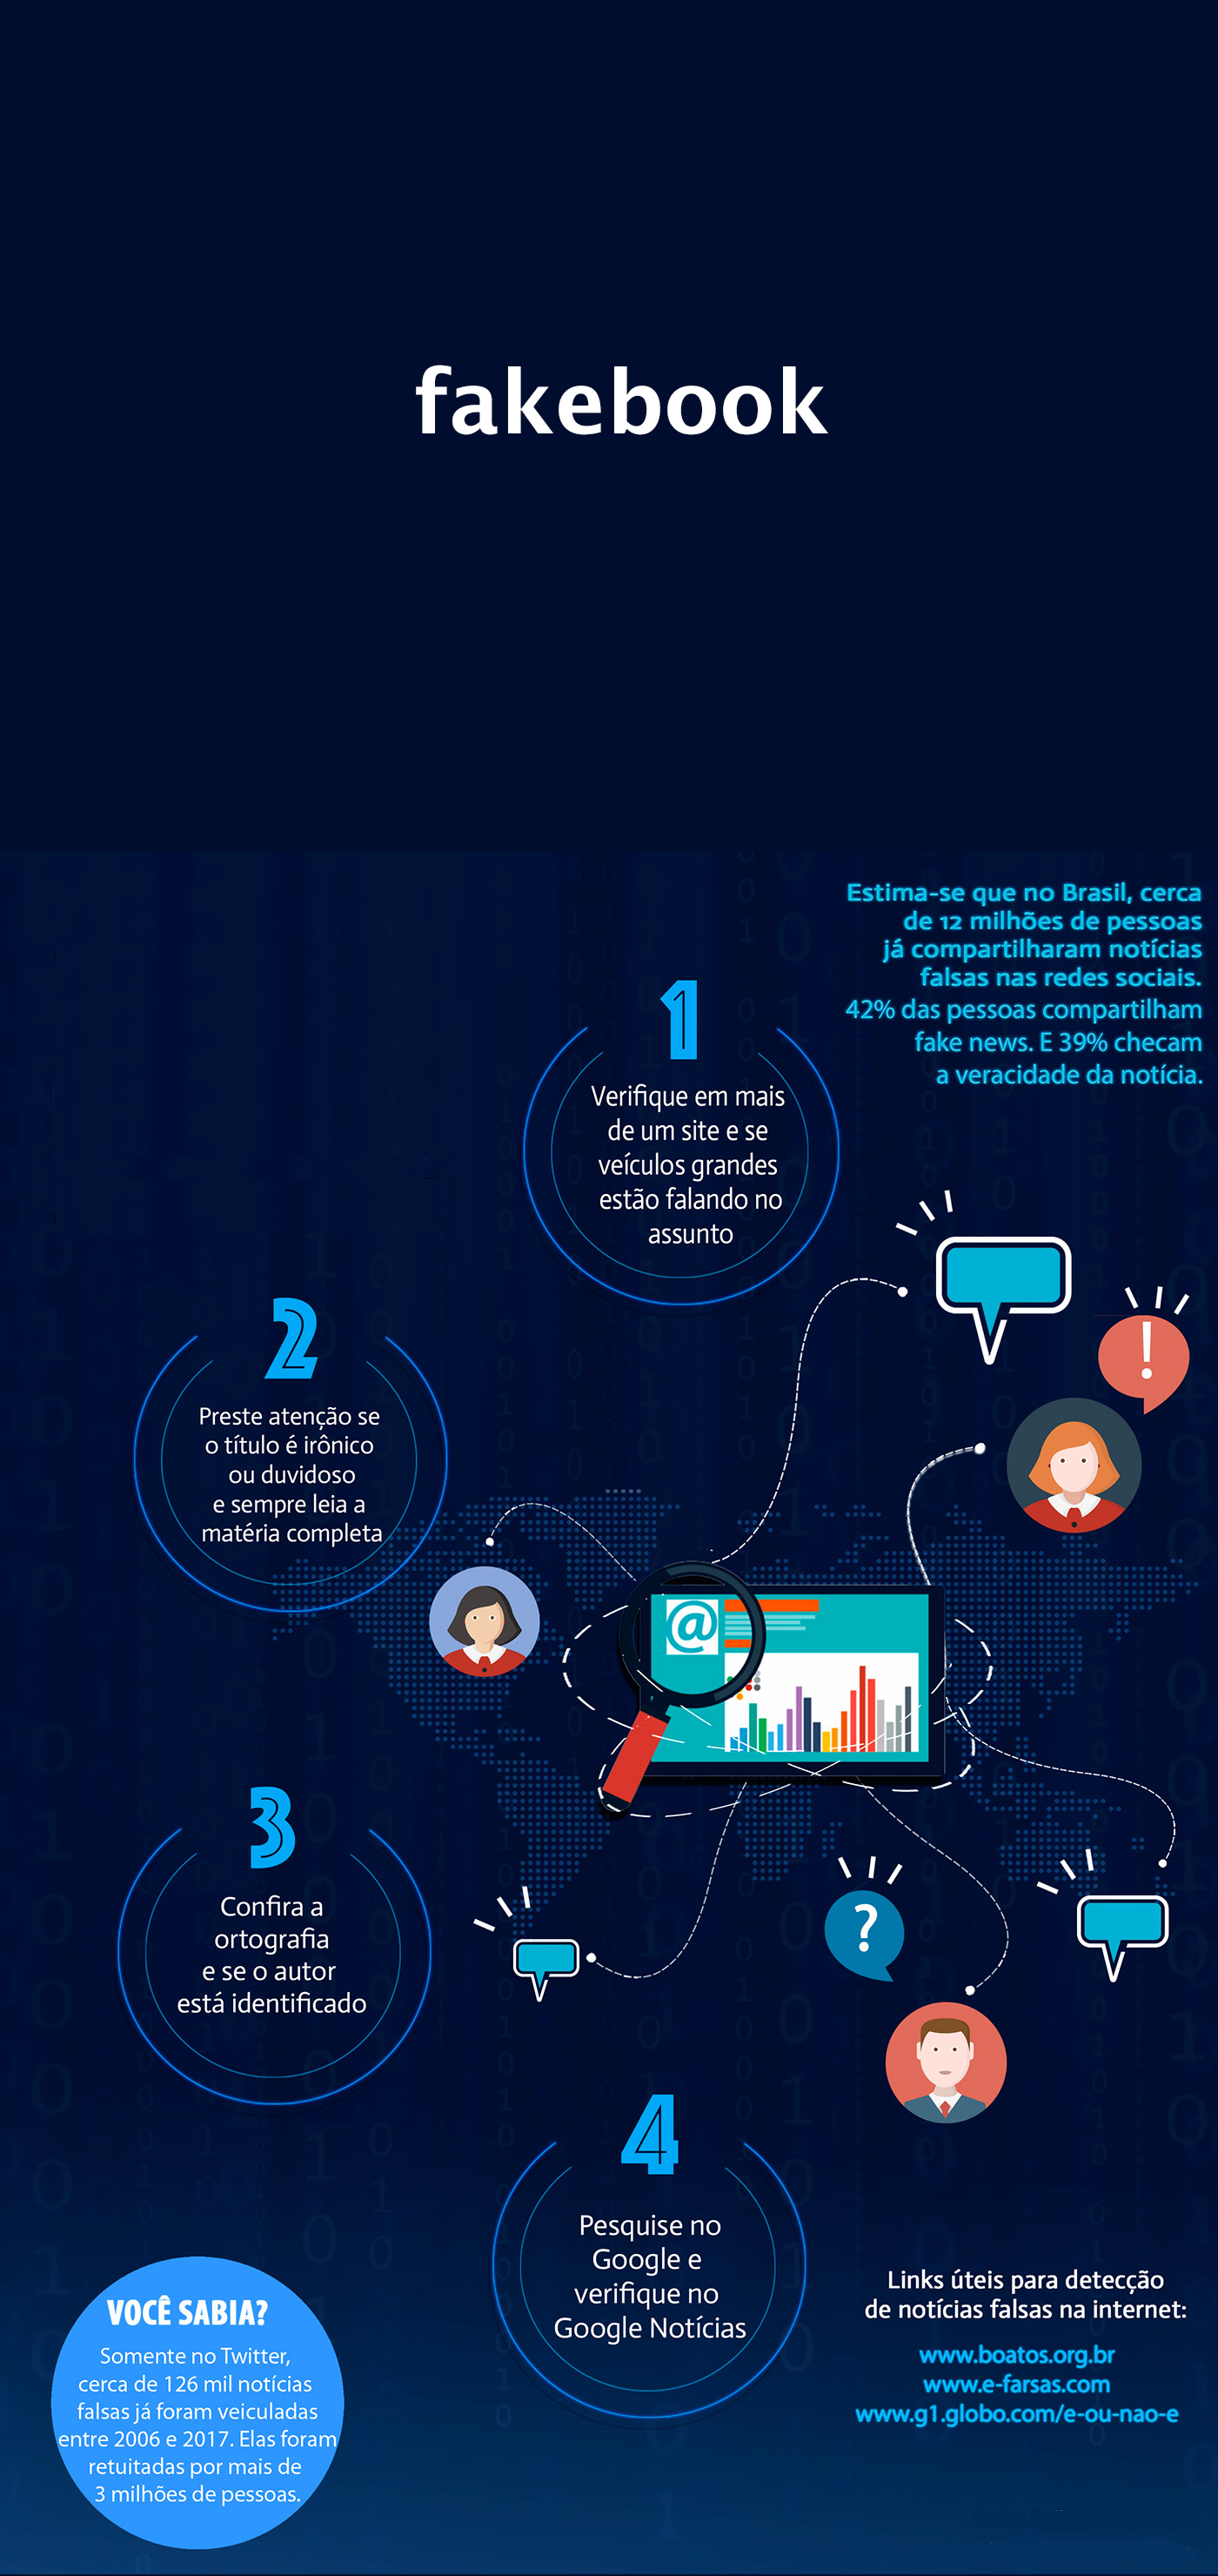 fakebook
Estima-se que no Brasil, cerca
de 12 milhões de pessoas
já compartilharam notícias
falsas nas redes sociais.
42% das pessoas compartilham
fake news. E 39% checam
a veracidade da notícia.
1
Verifique em mais
de um site e se
veículos grandes
estão falando no
assunto
2
Preste atenção se
o título é irônico
ou duvidoso
e sempre leia a
matéria completa
!
@
3
Confira a
ortografia
e se o autor
está identificado
?
4
Pesquise no
Google e
verifique no
Google Notícias
VOCÊ SABIA?
Somente no Twitter,
cerca de 126 mil notícias
falsas já foram veiculadas
entre 2006 e 2017. Elas foram
retuitadas por mais de
3 milhões de pessoas.
Links úteis para detecção
de notícias falsas na internet:
www.boatos.org.br
www.e-farsas.com
www.g1.globo.com/e-ou-nao-e